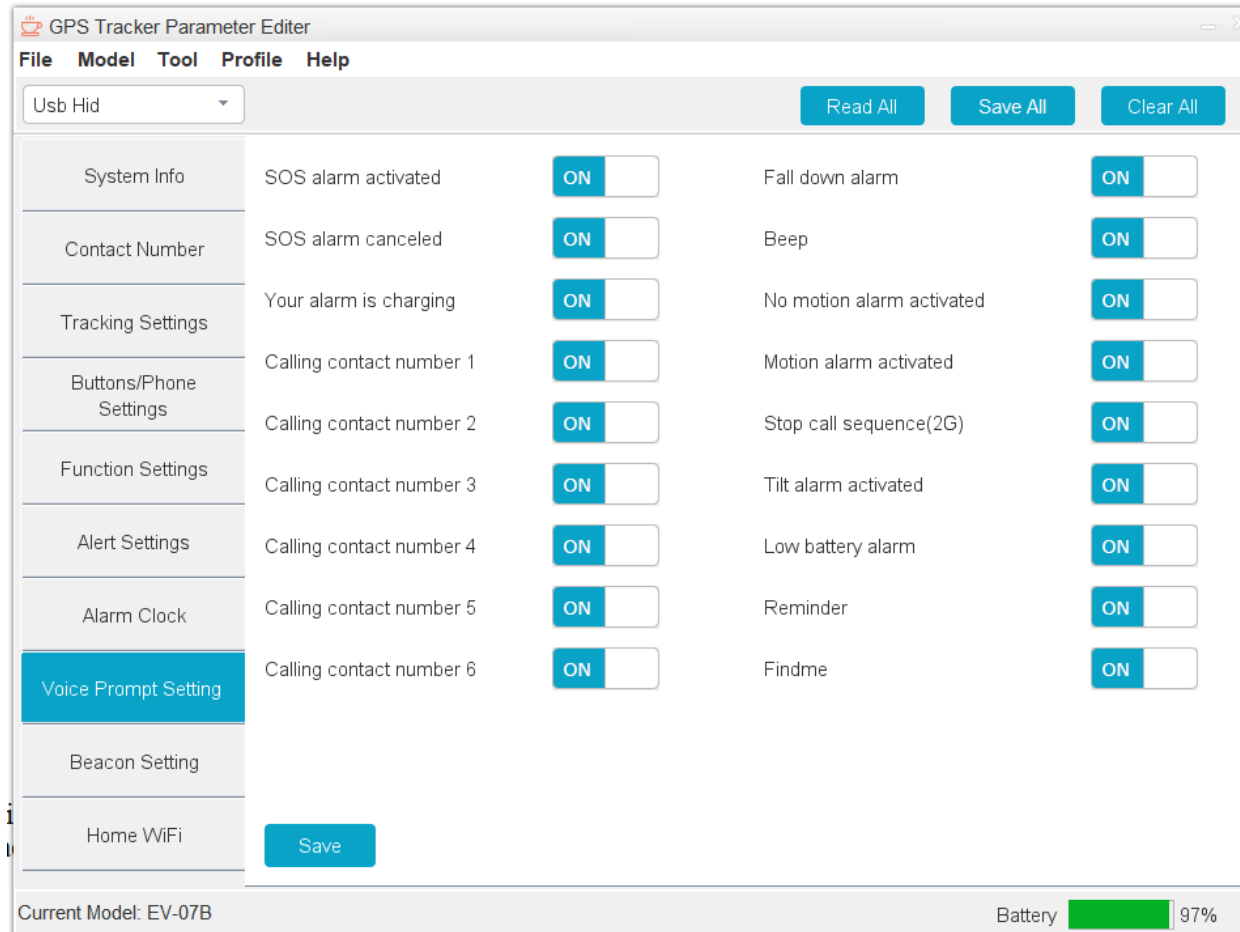 GPS Tracker Parameter Editer
File Model Tool Profile Help
Usb Hid
Read All Save All Clear All
System Info
Contact Number
Tracking Settings
Buttons/Phone
Settings
Function Settings
Alert Settings
Alarm Clock
Voice Prompt Setting
Beacon Setting
Home WiFi
SOS alarm activated ON
SOS alarm canceled ON
Your alarm is charging ON
Calling contact number 1 ON
Calling contact number 2 ON
Calling contact number 3 ON
Calling contact number 4 ON
Calling contact number 5 ON
Calling contact number 6 ON
Fall down alarm ON
Beep ON
No motion alarm activated ON
Motion alarm activated ON
Stop call sequence(2G) ON
Tilt alarm activated ON
Low battery alarm ON
Reminder ON
Findme ON
Save
Current Model: EV-07B
Battery 97%